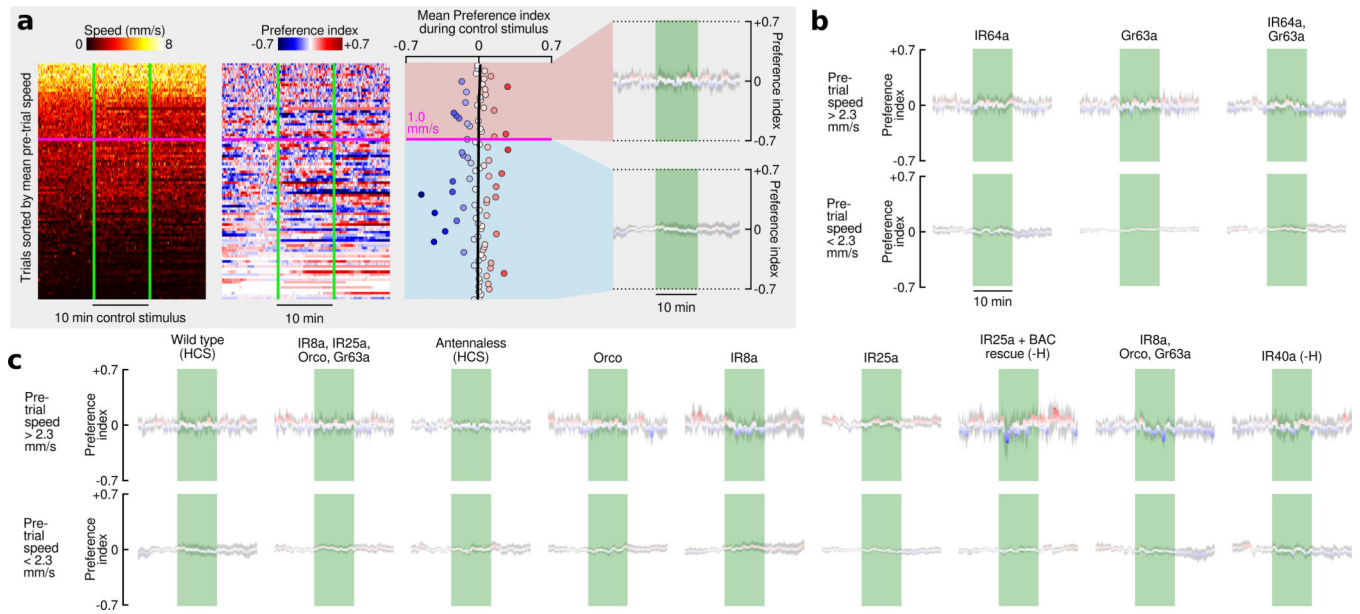 a
Speed (mm/s)
0
8
Preference index
-0.7
+0.7
Mean Preference index
during control stimulus
-0.7
0
0.7
Trials sorted by mean pre-trial speed
1.0
mm/s
10 min control stimulus
10 min
+0.7
0
-0.7
Preference index
+0.7
0
-0.7
Preference index
10 min
b
IR64a
Gr63a
IR64a,
Gr63a
Pre-
trial
speed
> 2.3
mm/s
Preference
index
+0.7
0
-0.7
Pre-
trial
speed
< 2.3
mm/s
Preference
index
+0.7
0
-0.7
10 min
c
Wild type
(HCS)
IR8a, IR25a,
Orco, Gr63a
Antennaless
(HCS)
Orco
IR8a
IR25a
IR25a + BAC
rescue (-H)
IR8a,
Orco, Gr63a
IR40a (-H)
Pre-
trial
speed
> 2.3
mm/s
Preference
index
+0.7
0
-0.7
Pre-
trial
speed
< 2.3
mm/s
Preference
index
+0.7
0
-0.7